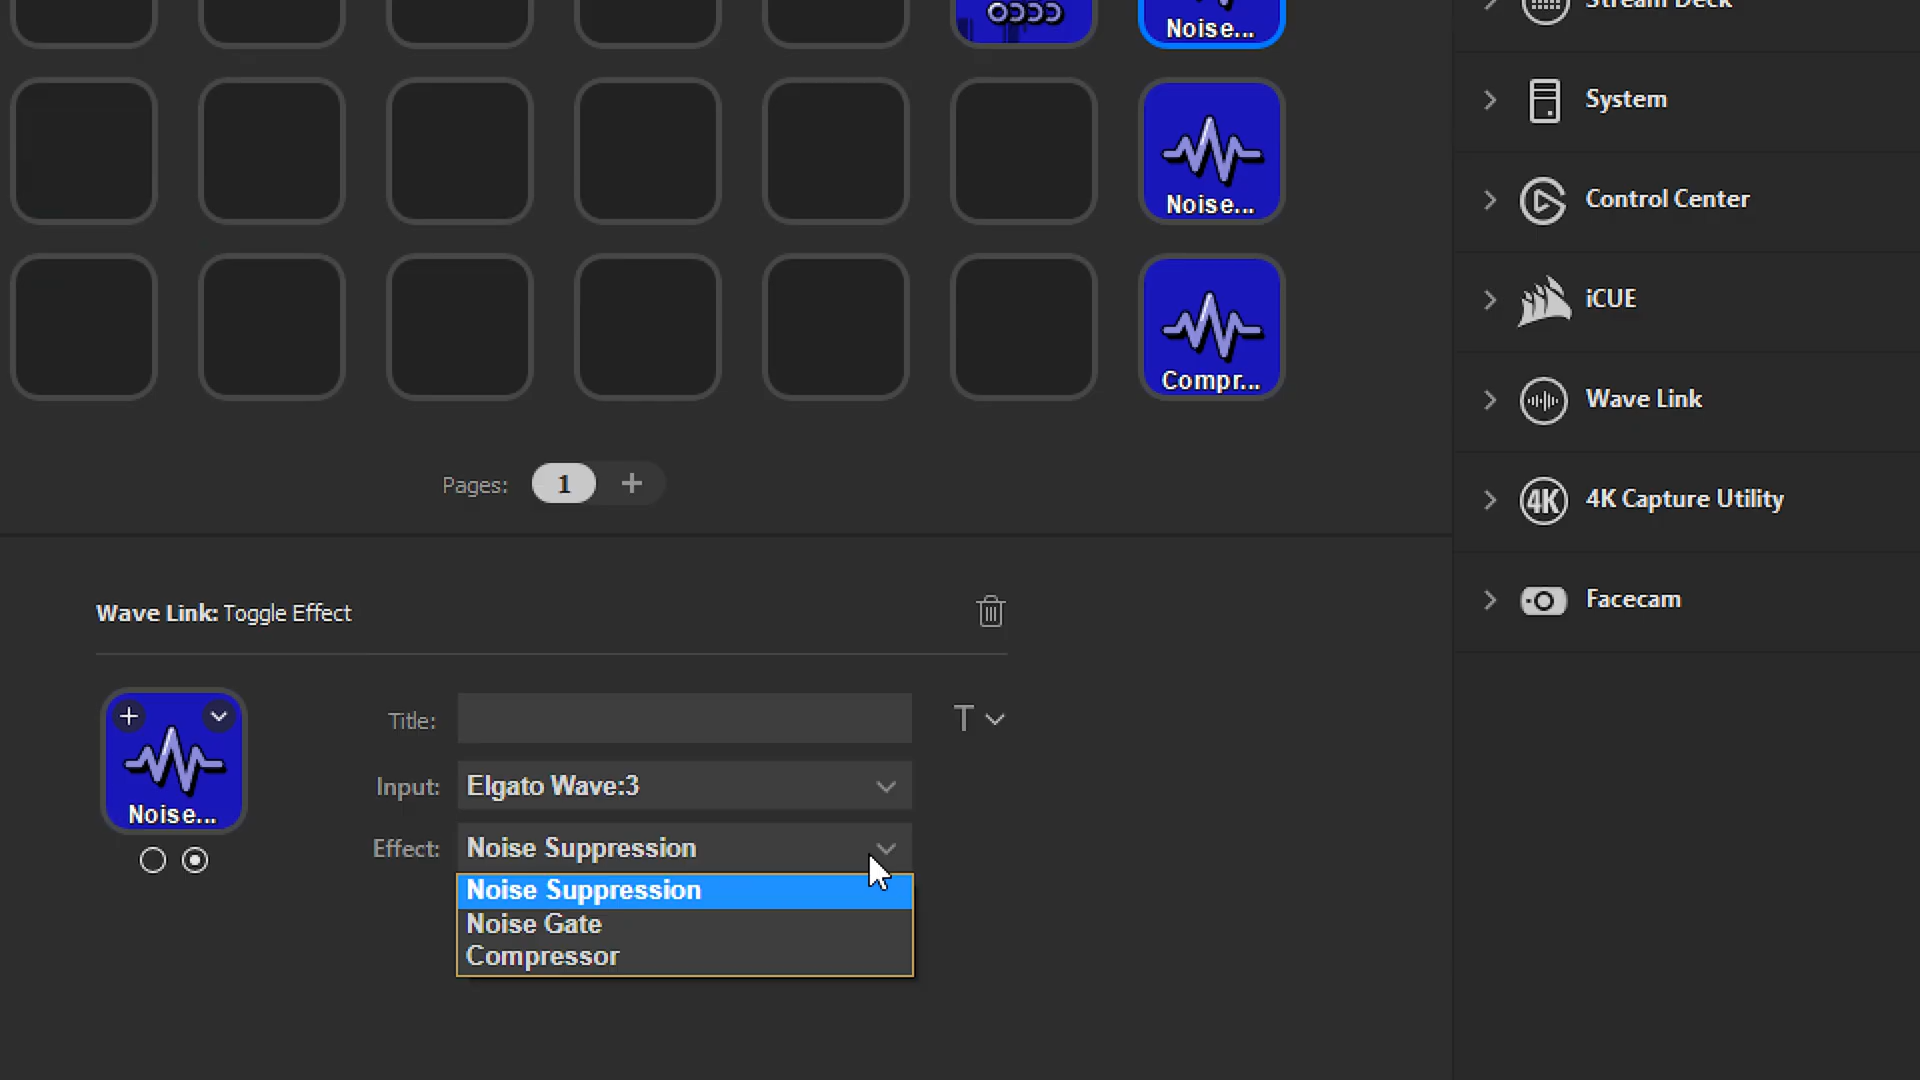 Stream Deck
Noise...
System
Noise...
Control Center
iCUE
Compr...
Wave Link
Pages: 1 +
4K 4K Capture Utility
Facecam
Wave Link: Toggle Effect
Title:
T
Input: Elgato Wave:3
Noise...
Effect: Noise Suppression
Noise Suppression
Noise Gate
Compressor